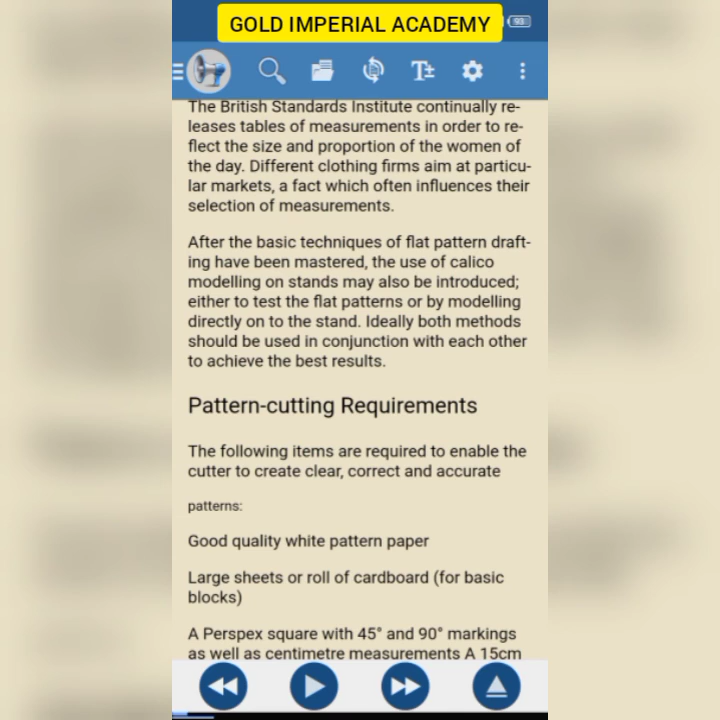 GOLD IMPERIAL ACADEMY
93
T±
The British Standards Institute continually re-
leases tables of measurements in order to re-
flect the size and proportion of the women of
the day. Different clothing firms aim at particu-
lar markets, a fact which often influences their
selection of measurements.
After the basic techniques of flat pattern draft-
ing have been mastered, the use of calico
modelling on stands may also be introduced;
either to test the flat patterns or by modelling
directly on to the stand. Ideally both methods
should be used in conjunction with each other
to achieve the best results.
Pattern-cutting Requirements
The following items are required to enable the
cutter to create clear, correct and accurate
patterns:
Good quality white pattern paper
Large sheets or roll of cardboard (for basic
blocks)
A Perspex square with 45° and 90° markings
as well as centimetre measurements A 15cm